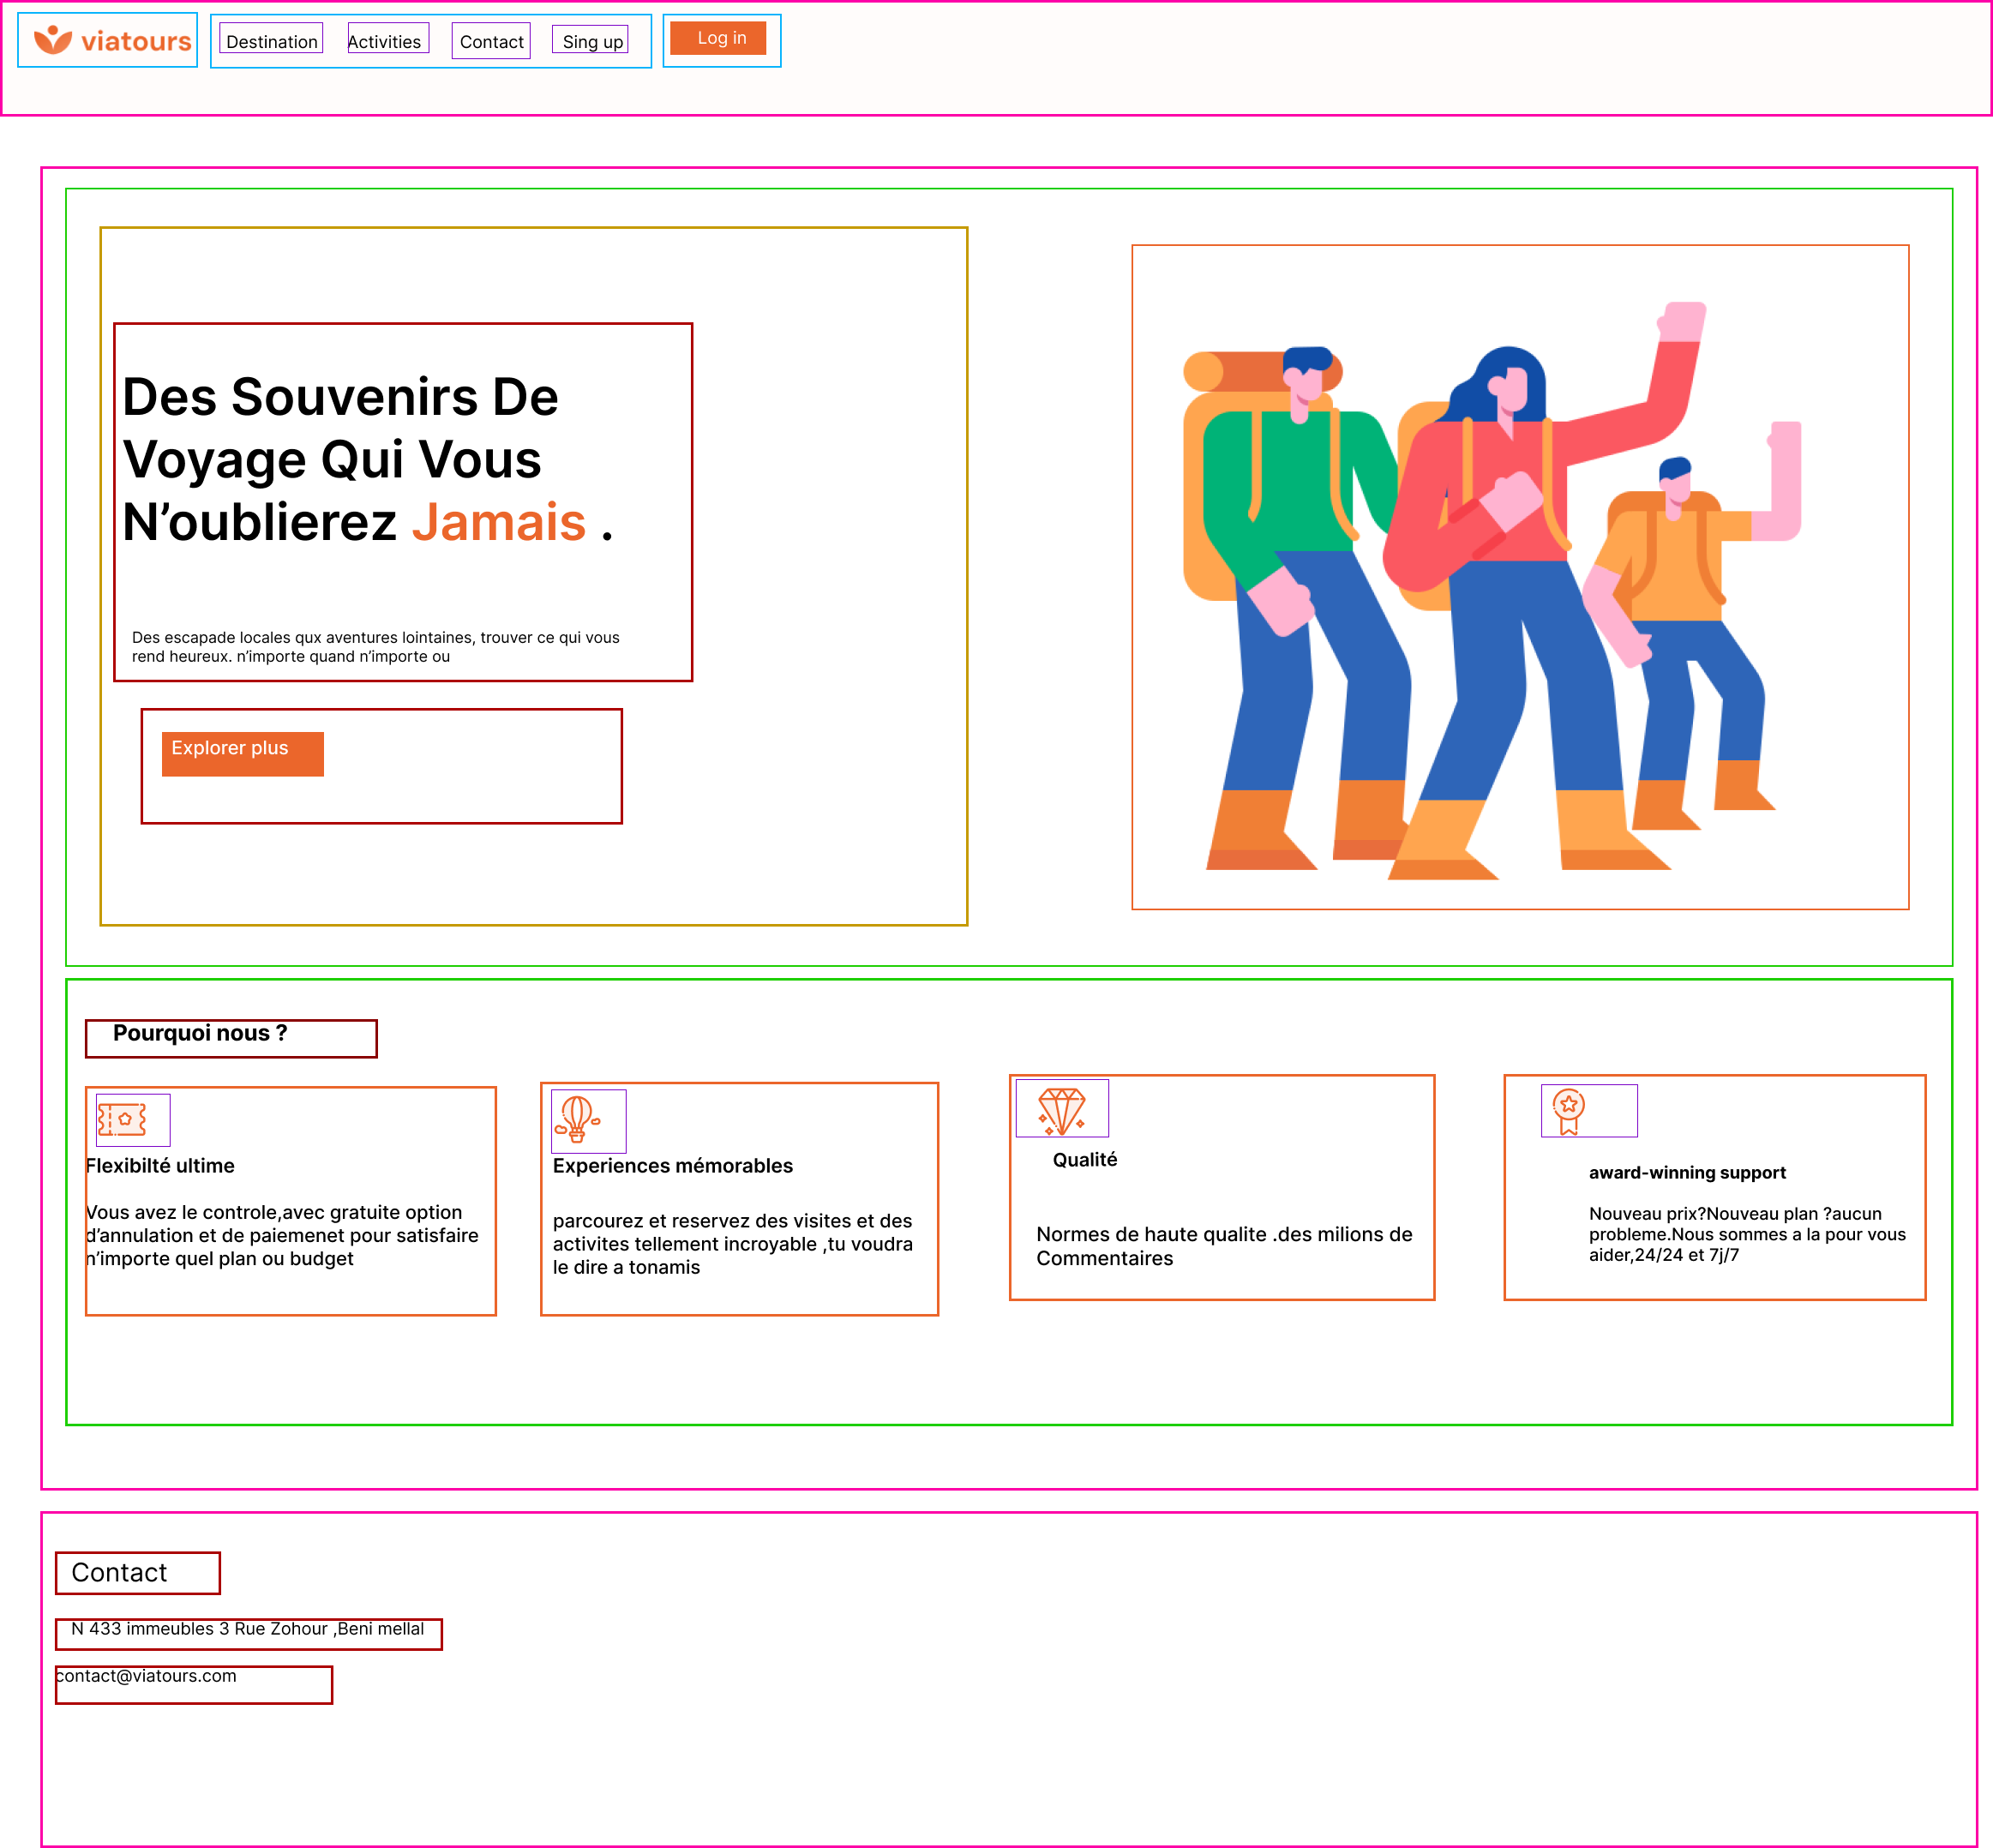 viatours
Destination
Activities
Contact
Sing up
Log in
Des Souvenirs De
Voyage Qui Vous
N’oublierez Jamais .
Des escapade locales qux aventures lointaines, trouver ce qui vous
rend heureux. n’importe quand n’importe ou
Explorer plus
Pourquoi nous ?
Flexibilté ultime
Vous avez le controle,avec gratuite option
d’annulation et de paiemenet pour satisfaire
n’importe quel plan ou budget
Experiences mémorables
parcourez et reservez des visites et des
activites tellement incroyable ,tu voudra
le dire a tonamis
Qualité
Normes de haute qualite .des milions de
Commentaires
award-winning support
Nouveau prix?Nouveau plan ?aucun
probleme.Nous sommes a la pour vous
aider,24/24 et 7j/7
Contact
N 433 immeubles 3 Rue Zohour ,Beni mellal
contact@viatours.com